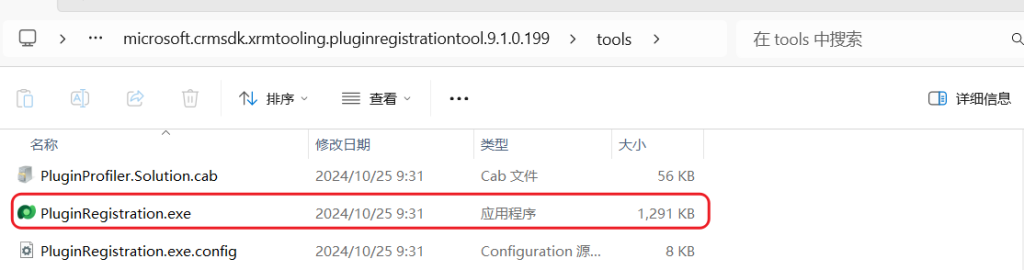 microsoft.crmsdk.xrmtooling.pluginregistrationtool.9.1.0.199 > tools > 在 tools 中搜索
排序 查看 详细信息
名称 修改日期 类型 大小
PluginProfiler.Solution.cab 2024/10/25 9:31 Cab 文件 56 KB
PluginRegistration.exe 2024/10/25 9:31 应用程序 1,291 KB
PluginRegistration.exe.config 2024/10/25 9:31 Configuration 源... 8 KB